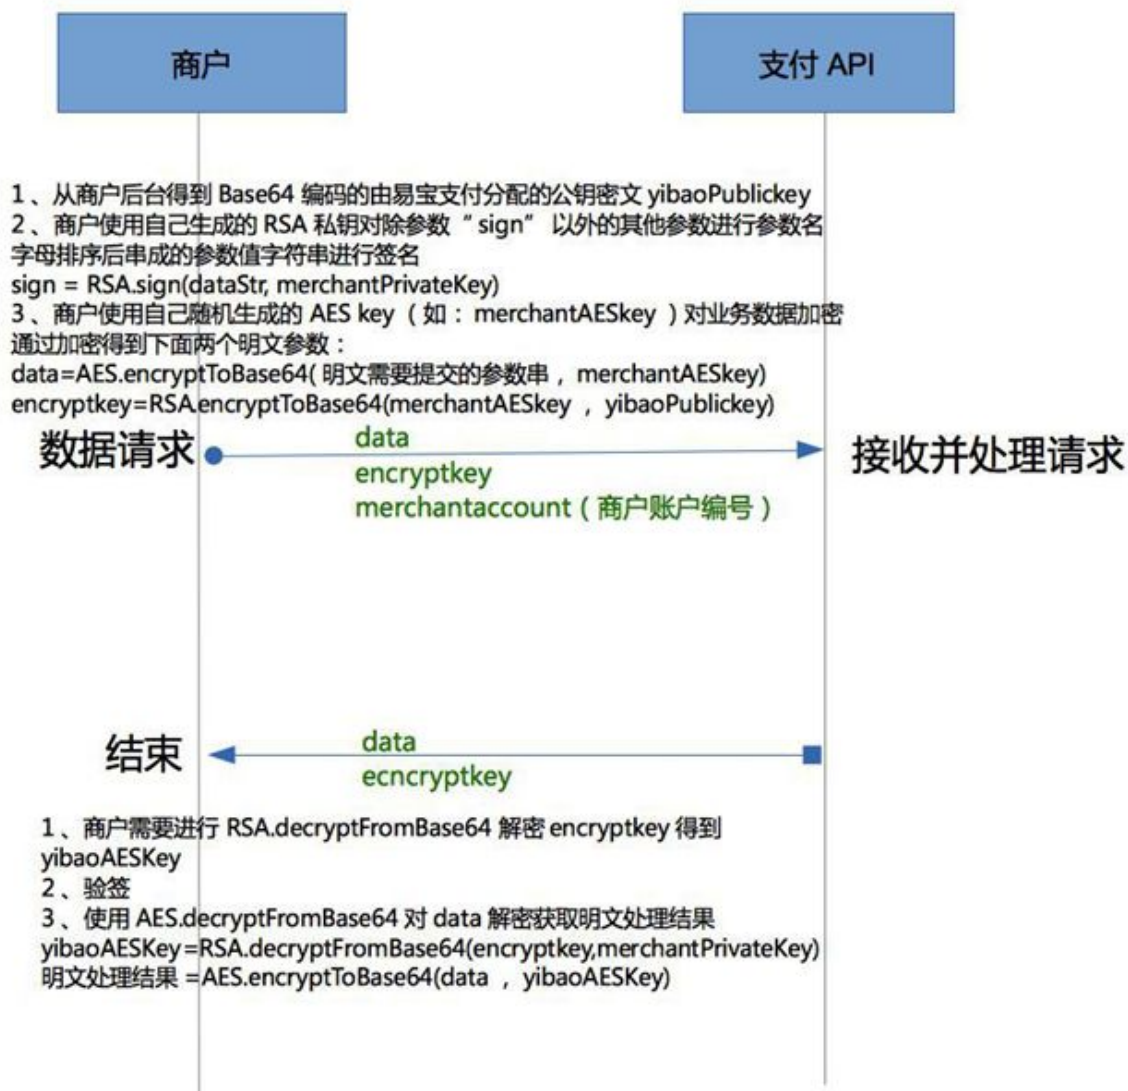 商户
支付 API
1 、从商户后台得到 Base64 编码的由易宝支付分配的公钥密文 yibaoPublickey
2 、商户使用自己生成的 RSA 私钥对除参数 “ sign” 以外的其他参数进行参数名
字母排序后串成的参数值字符串进行签名
sign = RSA.sign(dataStr, merchantPrivateKey)
3 、商户使用自己随机生成的 AES key （ 如 ： merchantAESkey ）对业务数据加密
通过加密得到下面两个明文参数 ：
data=AES.encryptToBase64( 明文需要提交的参数串 ， merchantAESkey)
encryptkey=RSA.encryptToBase64(merchantAESkey ， yibaoPublickey)
数据请求
data
接收并处理请求
encryptkey
merchantaccount ( 商户账户编号 )
结束
data
ecncryptkey
1 、商户需要进行 RSA.decryptFromBase64 解密 encryptkey 得到
yibaoAESKey
2 、验签
3 、使用 AES.decryptFromBase64 对 data 解密获取明文处理结果
yibaoAESKey=RSA.decryptFromBase64(encryptkey,merchantPrivateKey)
明文处理结果 =AES.encryptToBase64(data ， yibaoAESKey)